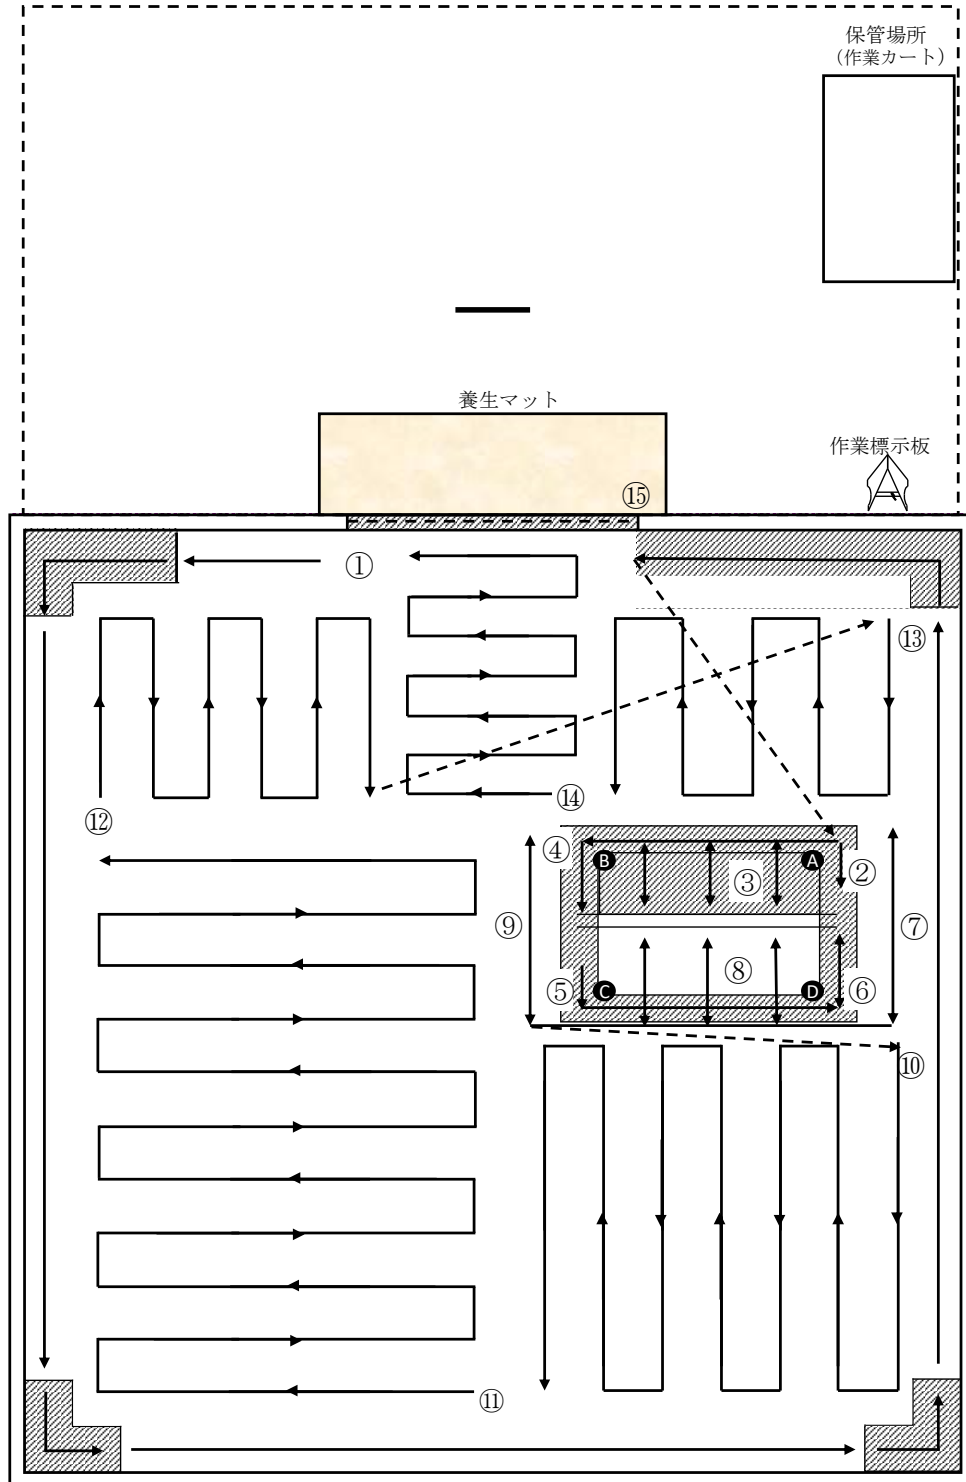 保管場所
(作業カート)
養生マット
作業標示板
⑮
①
⑬
⑭
⑫
④
B
A
②
③
⑨
⑦
⑧
⑤
C
D
⑥
⑩
⑪